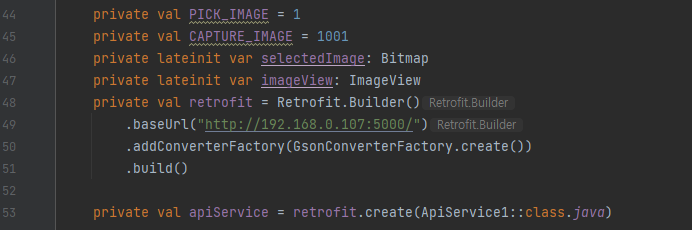 44 private val PICK_IMAGE = 1
45 private val CAPTURE_IMAGE = 1001
46 private lateinit var selectedImage: Bitmap
47 private lateinit var imageView: ImageView
48 private val retrofit = Retrofit.Builder() Retrofit.Builder
49 .baseUrl("http://192.168.0.107:5000/") Retrofit.Builder
50 .addConverterFactory(GsonConverterFactory.create())
51 .build()
52
53 private val apiService = retrofit.create(ApiService1::class.java)